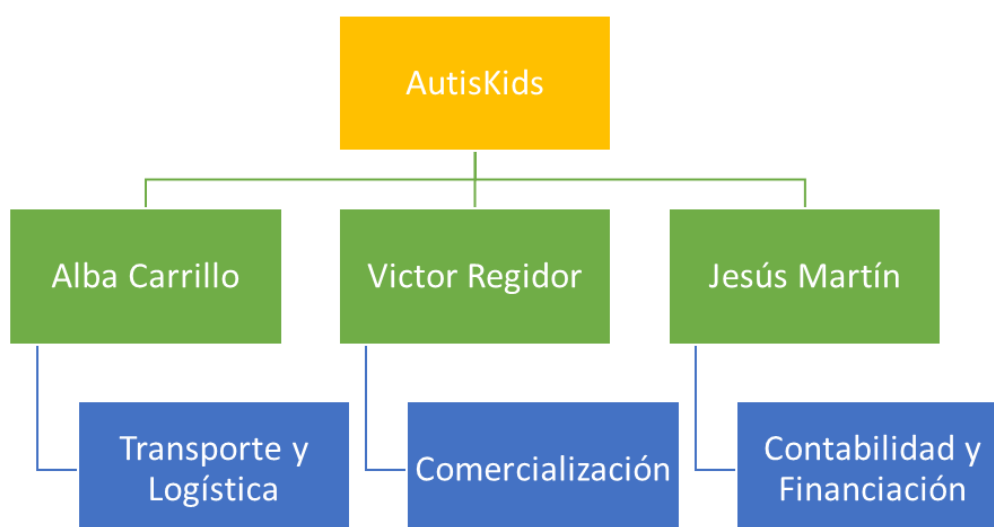 AutisKids
Alba Carrillo
Victor Regidor
Jesús Martín
Transporte y
Logística
Comercialización
Contabilidad y
Financiación